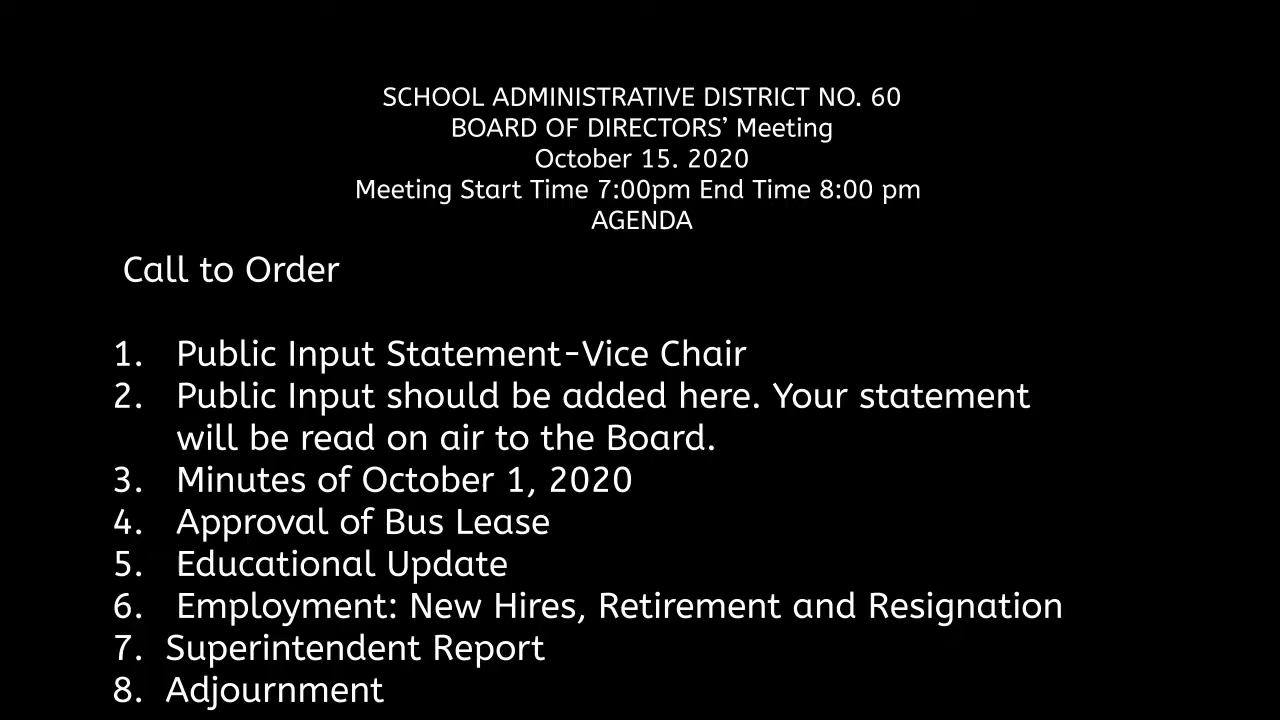 SCHOOL ADMINISTRATIVE DISTRICT NO. 60
BOARD OF DIRECTORS’ Meeting
October 15. 2020
Meeting Start Time 7:00pm End Time 8:00 pm
AGENDA
Call to Order
1. Public Input Statement-Vice Chair
2. Public Input should be added here. Your statement
will be read on air to the Board.
3. Minutes of October 1, 2020
4. Approval of Bus Lease
5. Educational Update
6. Employment: New Hires, Retirement and Resignation
7. Superintendent Report
8. Adjournment